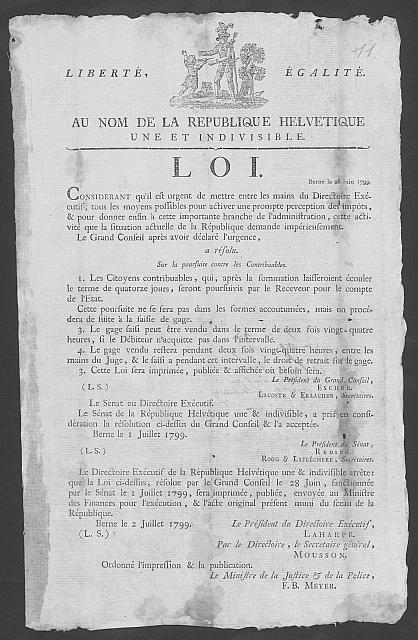 11
LIBERTÉ, ÉGALITÉ.
AU NOM DE LA REPUBLIQUE HELVETIQUE
UNE ET INDIVISIBLE.
LOI.
Berne le 28 Juin 1799.
CONSIDERANT qu'il est urgent de mettre entre les mains du Directoire Exé-
cutif, tous les moyens possibles pour activer une prompte perception des impôts,
& pour donner enfin à cette importante branche de l'administration, cette acti-
vité que la situation actuelle de la République demande impérieusement.
Le Grand Conseil après avoir déclaré l'urgence,
a résolu.
Sur la poursuite contre les Contribuables.
1. Les Citoyens contribuables, qui, après la sommation laisseroient écouler
le terme de quatorze jours, seront poursuivis par le Receveur pour le compte
de l'Etat.
Cette poursuite ne se fera pas dans les formes accoutumées, mais on procé-
dera de suite à la saisie de gage.
3. Le gage saisi peut être vendu dans le terme de deux fois vingt-quatre
heures, si le Débiteur n'acquitte pas dans l'intervalle.
4. Le gage vendu restera pendant deux fois vingt-quatre heures, entre les
mains du Juge, & le saisi a pendant cet intervalle, le droit de retrait sur le gage.
3. Cette Loi sera imprimée, publiée & affichée où besoin sera.
Le Président du Grand Conseil,
(L. S.) ESCHER.
LACOSTE & ERLACHER, Secretaires.
Le Sénat au Directoire Exécutif.
Le Sénat de la République Helvétique une & indivisible, a pris en consi-
dération la résolution ci-dessus du Grand Conseil & l'a acceptée.
Berne le 1 Juillet 1799.
Le Président du Sénat,
(L. S.) REDING.
ROGG & LAFLÉCHERE, Secretaires.
Le Directoire Exécutif de la République Helvétique une & indivisible arrête:
que la Loi ci-dessus, résolue par le Grand Conseil le 28 Juin, sanctionnée
par le Sénat le 1 Juillet 1799, sera imprimée, publiée, envoyée au Ministre
des Finances pour l'exécution, & l'acte original présent muni du sceau de la
République.
Berne le 2 Juillet 1799. Le Président du Directoire Exécutif,
(L. S.) LAHARPE.
Par le Directoire, le Secretaire général,
MOUSSON.
Ordonné l'impression & la publication.
Le Ministre de la Justice & de la Police,
F. B. MEYER.